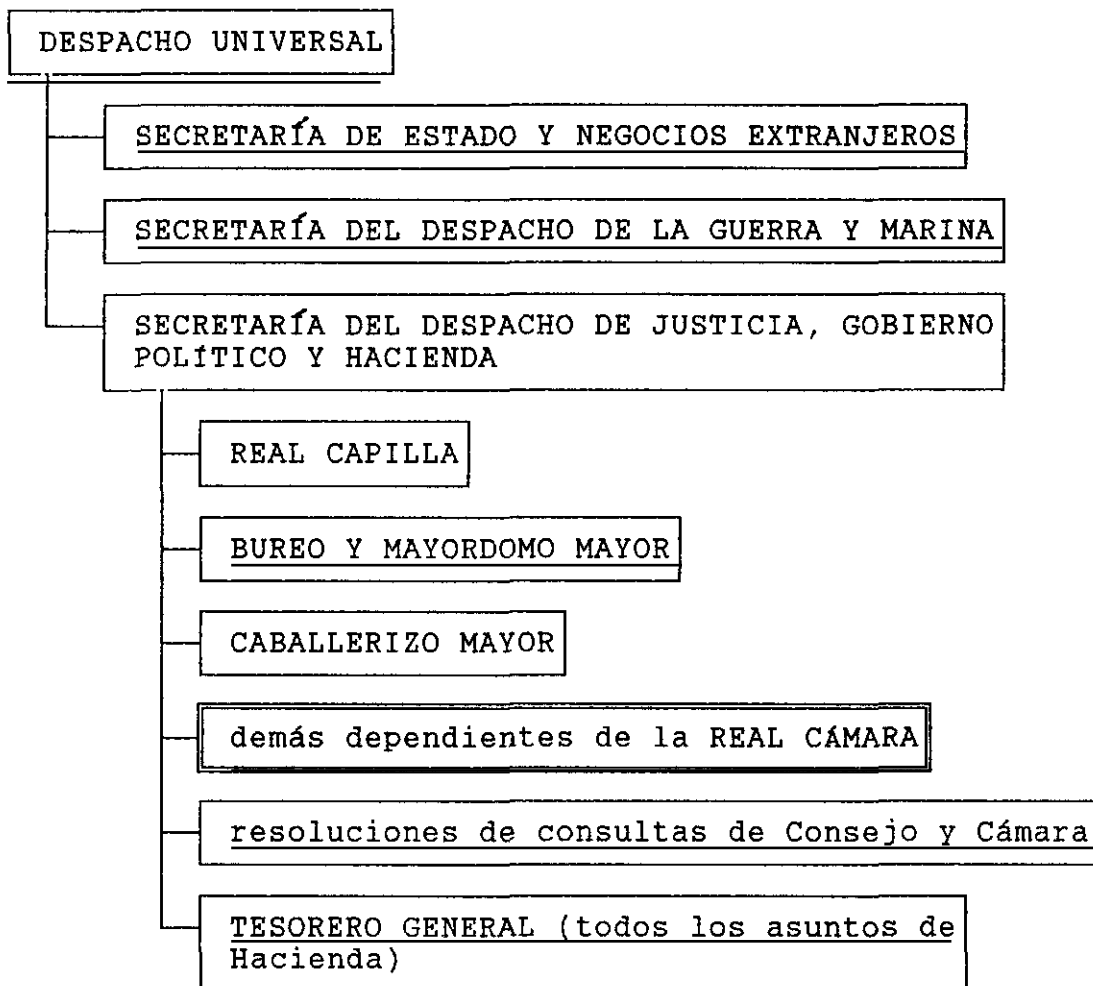 DESPACHO UNIVERSAL
SECRETARÍA DE ESTADO Y NEGOCIOS EXTRANJEROS
SECRETARÍA DEL DESPACHO DE LA GUERRA Y MARINA
SECRETARÍA DEL DESPACHO DE JUSTICIA, GOBIERNO
POLÍTICO Y HACIENDA
REAL CAPILLA
BUREO Y MAYORDOMO MAYOR
CABALLERIZO MAYOR
demás dependientes de la REAL CÁMARA
resoluciones de consultas de Consejo y Cámara
TESORERO GENERAL (todos los asuntos de
Hacienda)